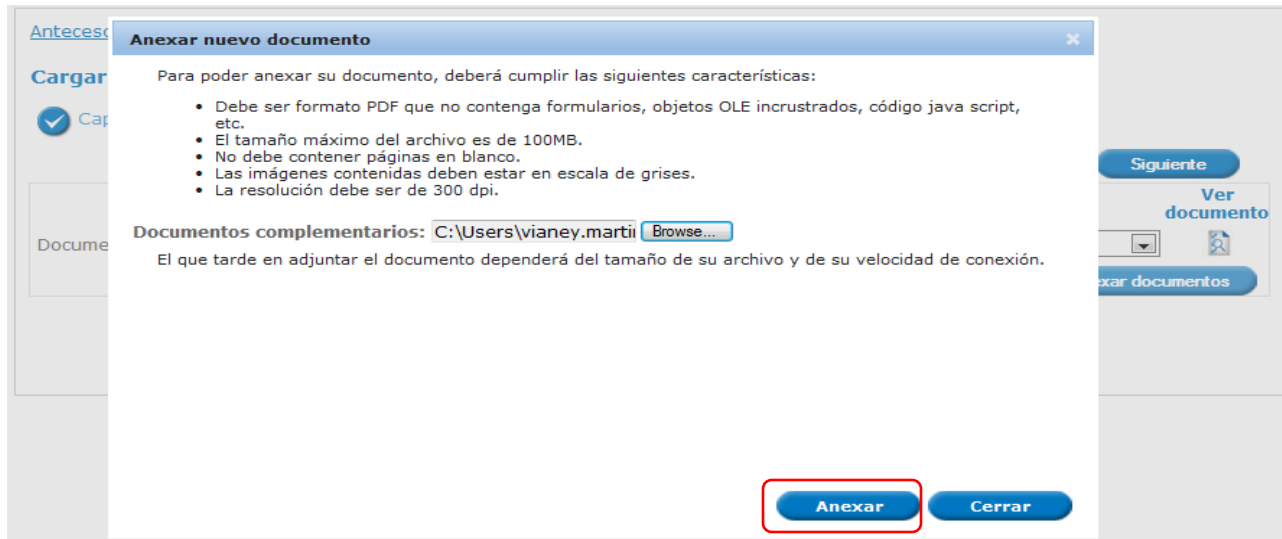 Antecesc
Anexar nuevo documento
Cargar
Para poder anexar su documento, deberá cumplir las siguientes características:
Cap
• Debe ser formato PDF que no contenga formularios, objetos OLE incrustrados, código java script,
etc.
• El tamaño máximo del archivo es de 100MB.
• No debe contener páginas en blanco.
• Las imágenes contenidas deben estar en escala de grises.
• La resolución debe ser de 300 dpi.
Siguiente
Ver
documento
Documentos complementarios: C:\Users\vianey.martii Browse...
Docume
El que tarde en adjuntar el documento dependerá del tamaño de su archivo y de su velocidad de conexión.
exar documentos
Anexar Cerrar